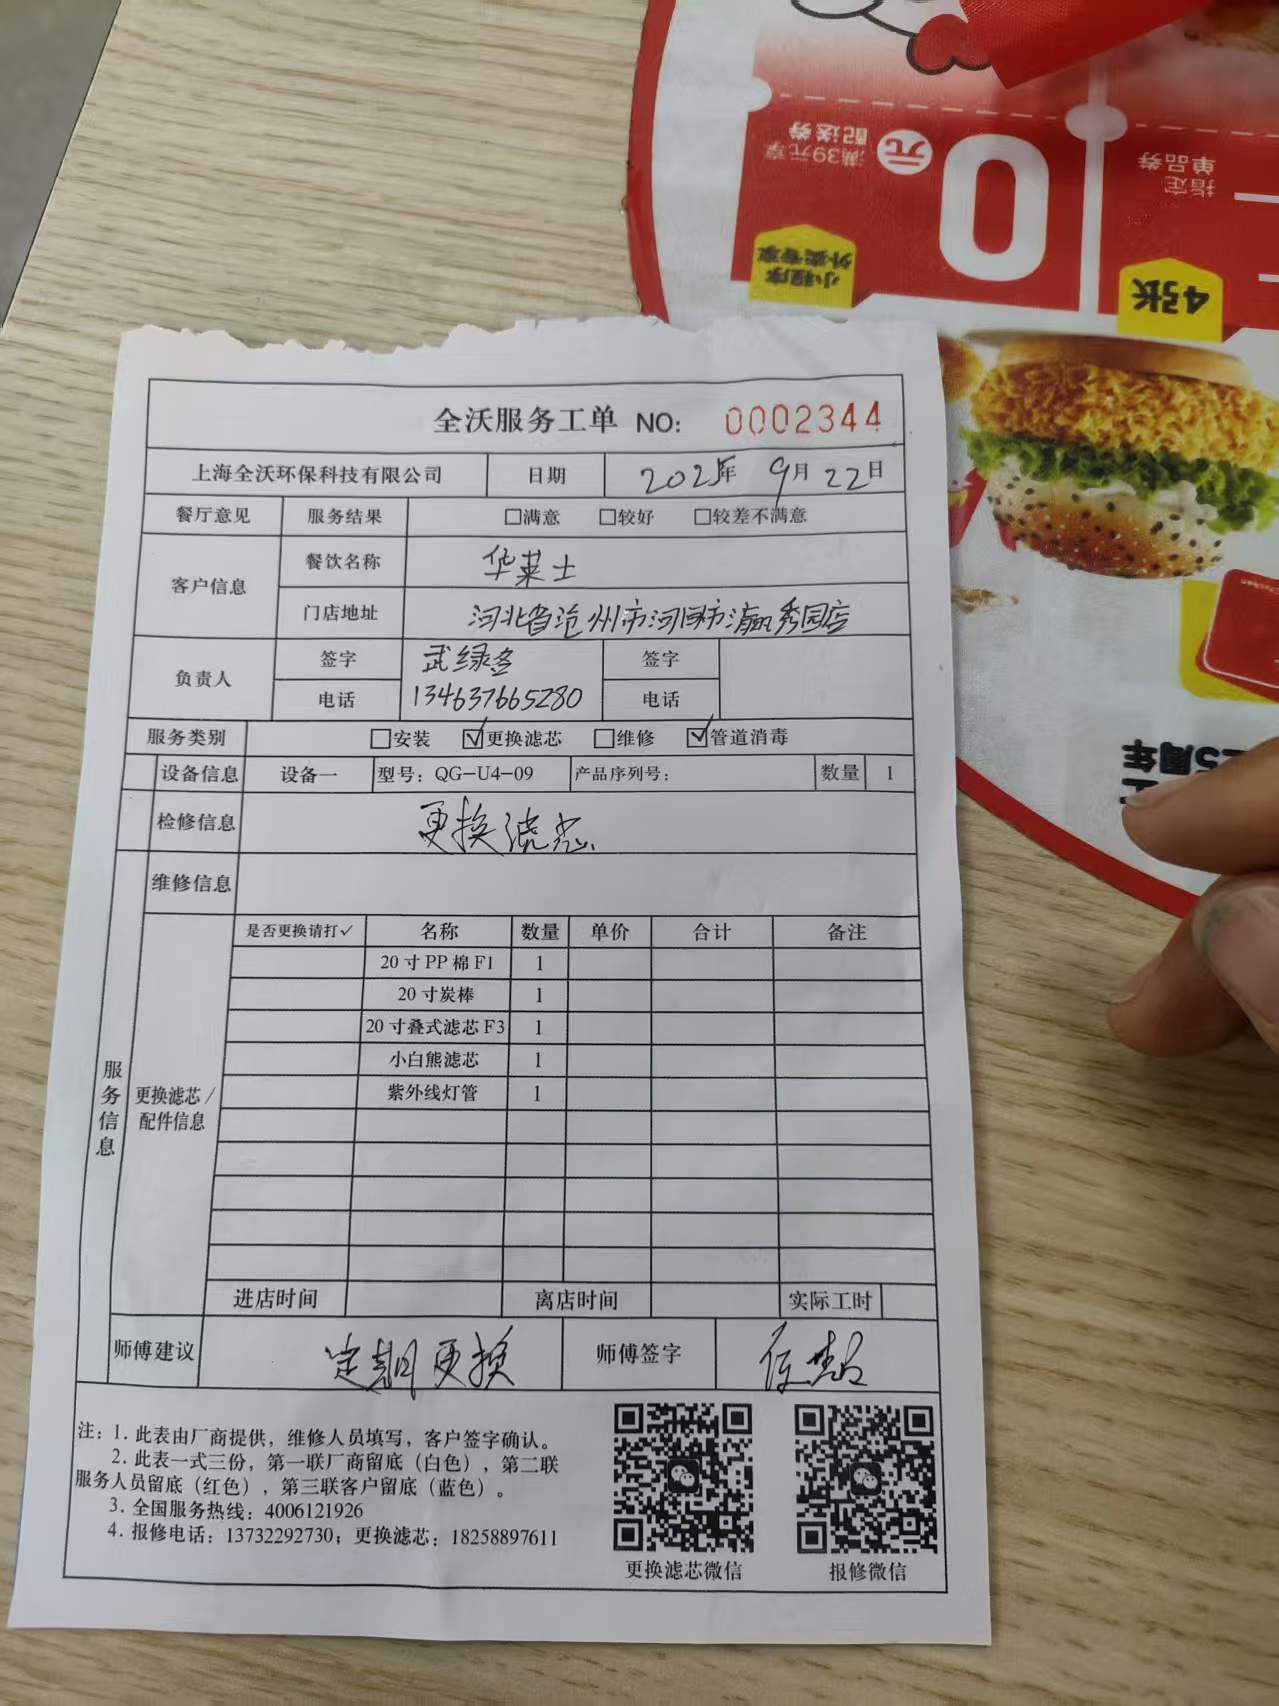 元
0
满39元享
配送券
指定
单品券
小程序
外卖专享
4张
25周年
全沃服务工单 NO: 0002344
上海全沃环保科技有限公司 日期 2025年 9月 22日
餐厅意见 服务结果 □满意 □较好 □较差不满意
客户信息 餐饮名称 华莱士
门店地址 河北省沧州市河间市瀛秀园店
负责人 签字 武绿 签字
电话 134637665280 电话
服务类别 □安装 ☑更换滤芯 □维修 ☑管道消毒
设备信息 设备一 型号：QG-U4-09 产品序列号： 数量 1
检修信息 更换滤芯
维修信息
服务信息
更换滤芯/
配件信息
是否更换请打✓ 名称 数量 单价 合计 备注
20寸PP棉F1 1
20寸炭棒 1
20寸叠式滤芯F3 1
小白熊滤芯 1
紫外线灯管 1
进店时间 离店时间 实际工时
师傅建议 定期更换 师傅签字
注：1. 此表由厂商提供，维修人员填写，客户签字确认。
2. 此表一式三份，第一联厂商留底（白色），第二联
服务人员留底（红色），第三联客户留底（蓝色）。
3. 全国服务热线：4006121926
4. 报修电话：13732292730；更换滤芯：18258897611
更换滤芯微信 报修微信